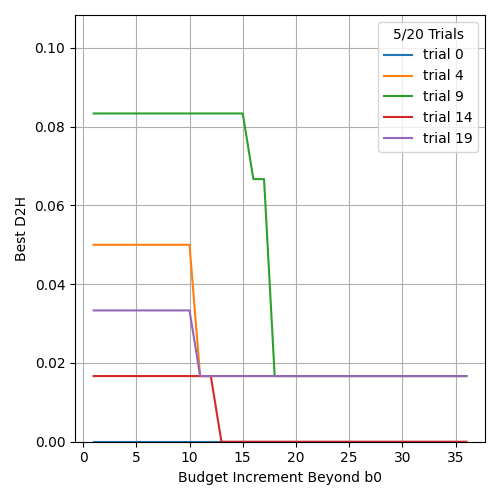 5/20 Trials
trial 0
trial 4
trial 9
trial 14
trial 19
Best D2H
0.10
0.08
0.06
0.04
0.02
0.00
0 5 10 15 20 25 30 35
Budget Increment Beyond b0